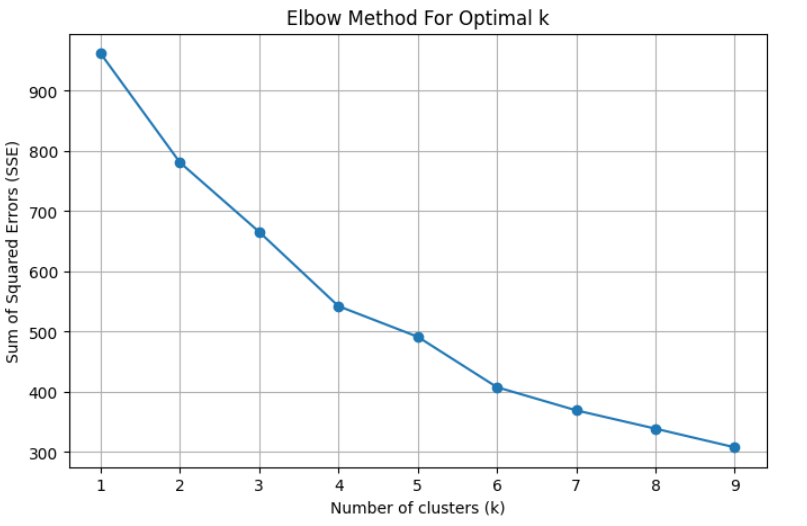 Elbow Method For Optimal k
Sum of Squared Errors (SSE)
900
800
700
600
500
400
300
1 2 3 4 5 6 7 8 9
Number of clusters (k)